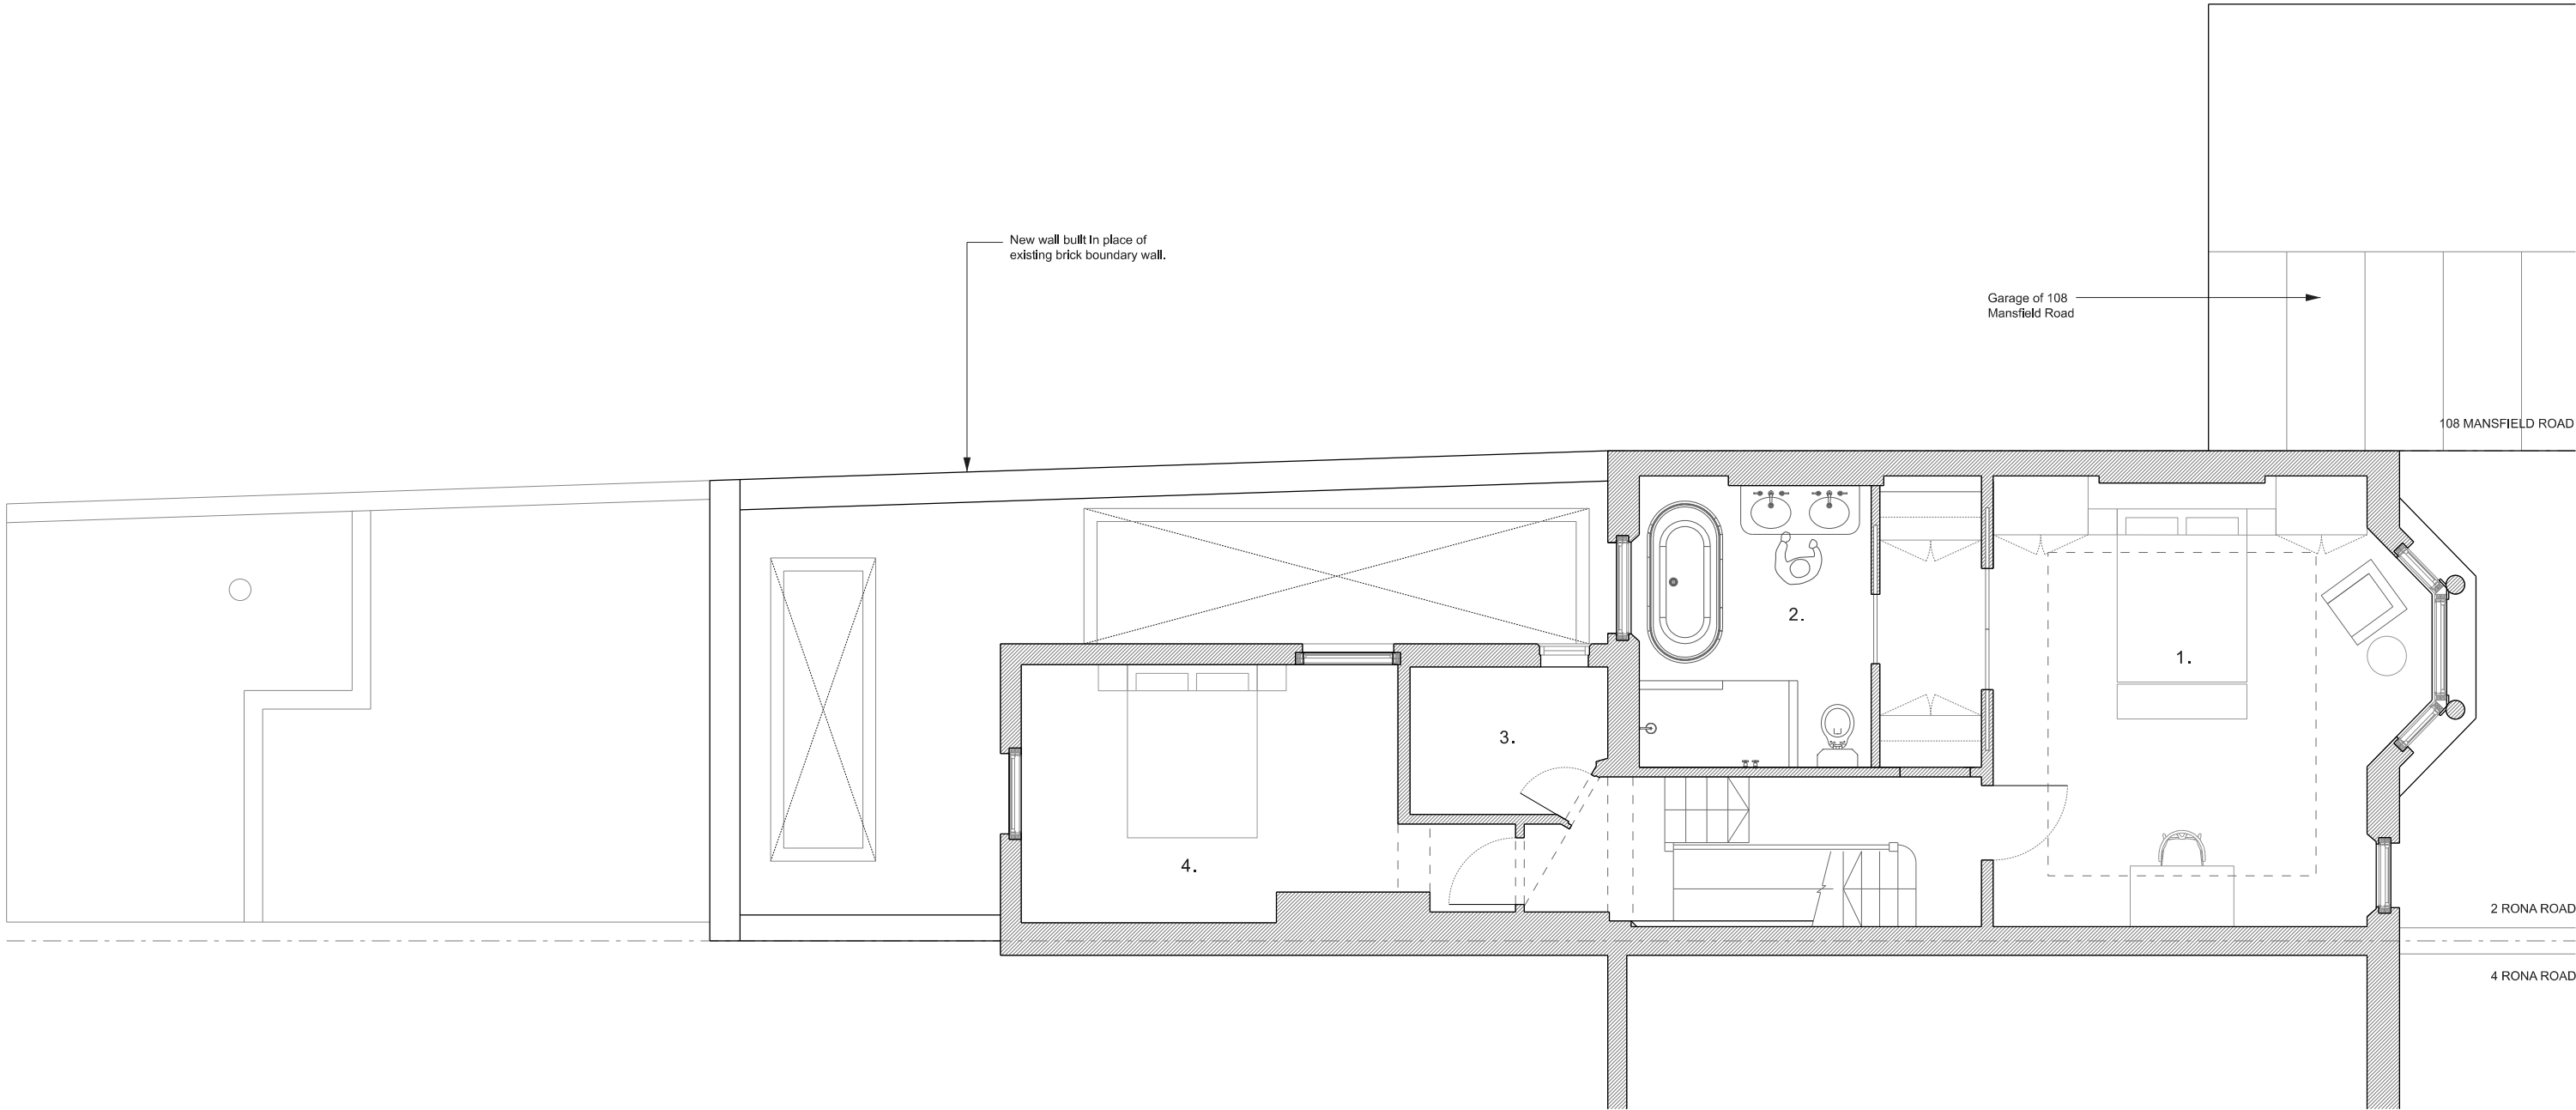 New wall built in place of
existing brick boundary wall.
Garage of 108
Mansfield Road
108 MANSFIELD ROAD
2.
1.
3.
4.
2 RONA ROAD
4 RONA ROAD